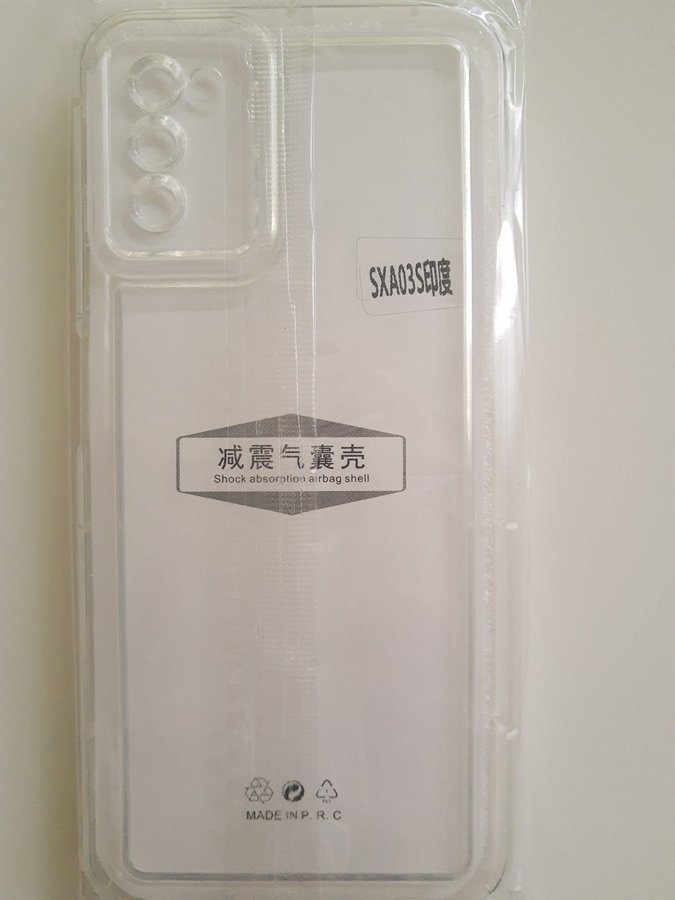 SXA03S印度
减震气囊壳
Shock absorption airbag shell
MADE IN P. R. C